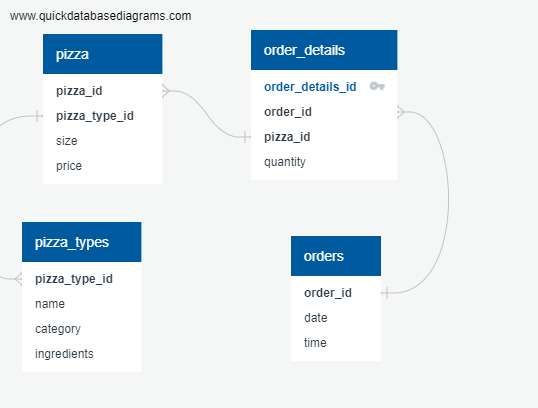 www.quickdatabasediagrams.com
pizza
pizza_id
pizza_type_id
size
price
order_details
order_details_id
order_id
pizza_id
quantity
pizza_types
pizza_type_id
name
category
ingredients
orders
order_id
date
time